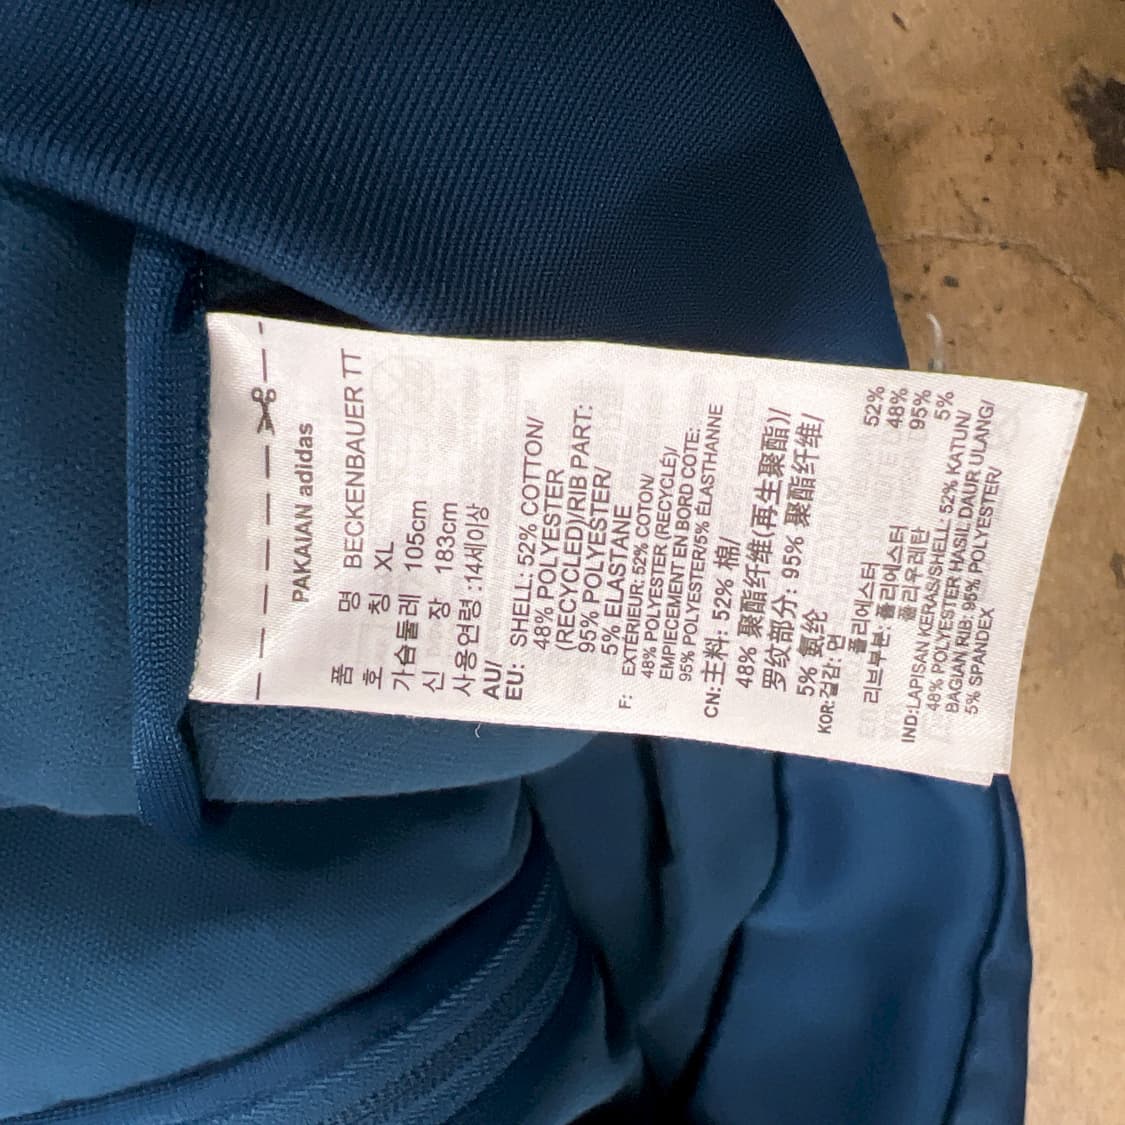 PAKAIAN adidas
품 명 BECKENBAUER TT
호 칭 XL
가슴둘레 105cm
신 장 183cm
사용연령 :14세이상
AU/
EU: SHELL: 52% COTTON/
48% POLYESTER
(RECYCLED)/RIB PART:
95% POLYESTER/
5% ELASTANE
F: EXTÉRIEUR: 52% COTON/
48% POLYESTER (RECYCLE)/
EMPIECEMENT EN BORD COTE:
95% POLYESTER/5% ÉLASTHANNE
CN:主料: 52% 棉/
48% 聚酯纤维(再生聚酯)/
罗纹部分: 95% 聚酯纤维/
5% 氨纶
KOR:겉감: 면 52%
폴리에스터 48%
리브부분: 폴리에스터 95%
폴리우레탄 5%
IND:LAPISAN KERAS/SHELL: 52% KATUN/
48% POLYESTER HASIL DAUR ULANG/
BAGIAN RIB: 95% POLYESTER/
5% SPANDEX